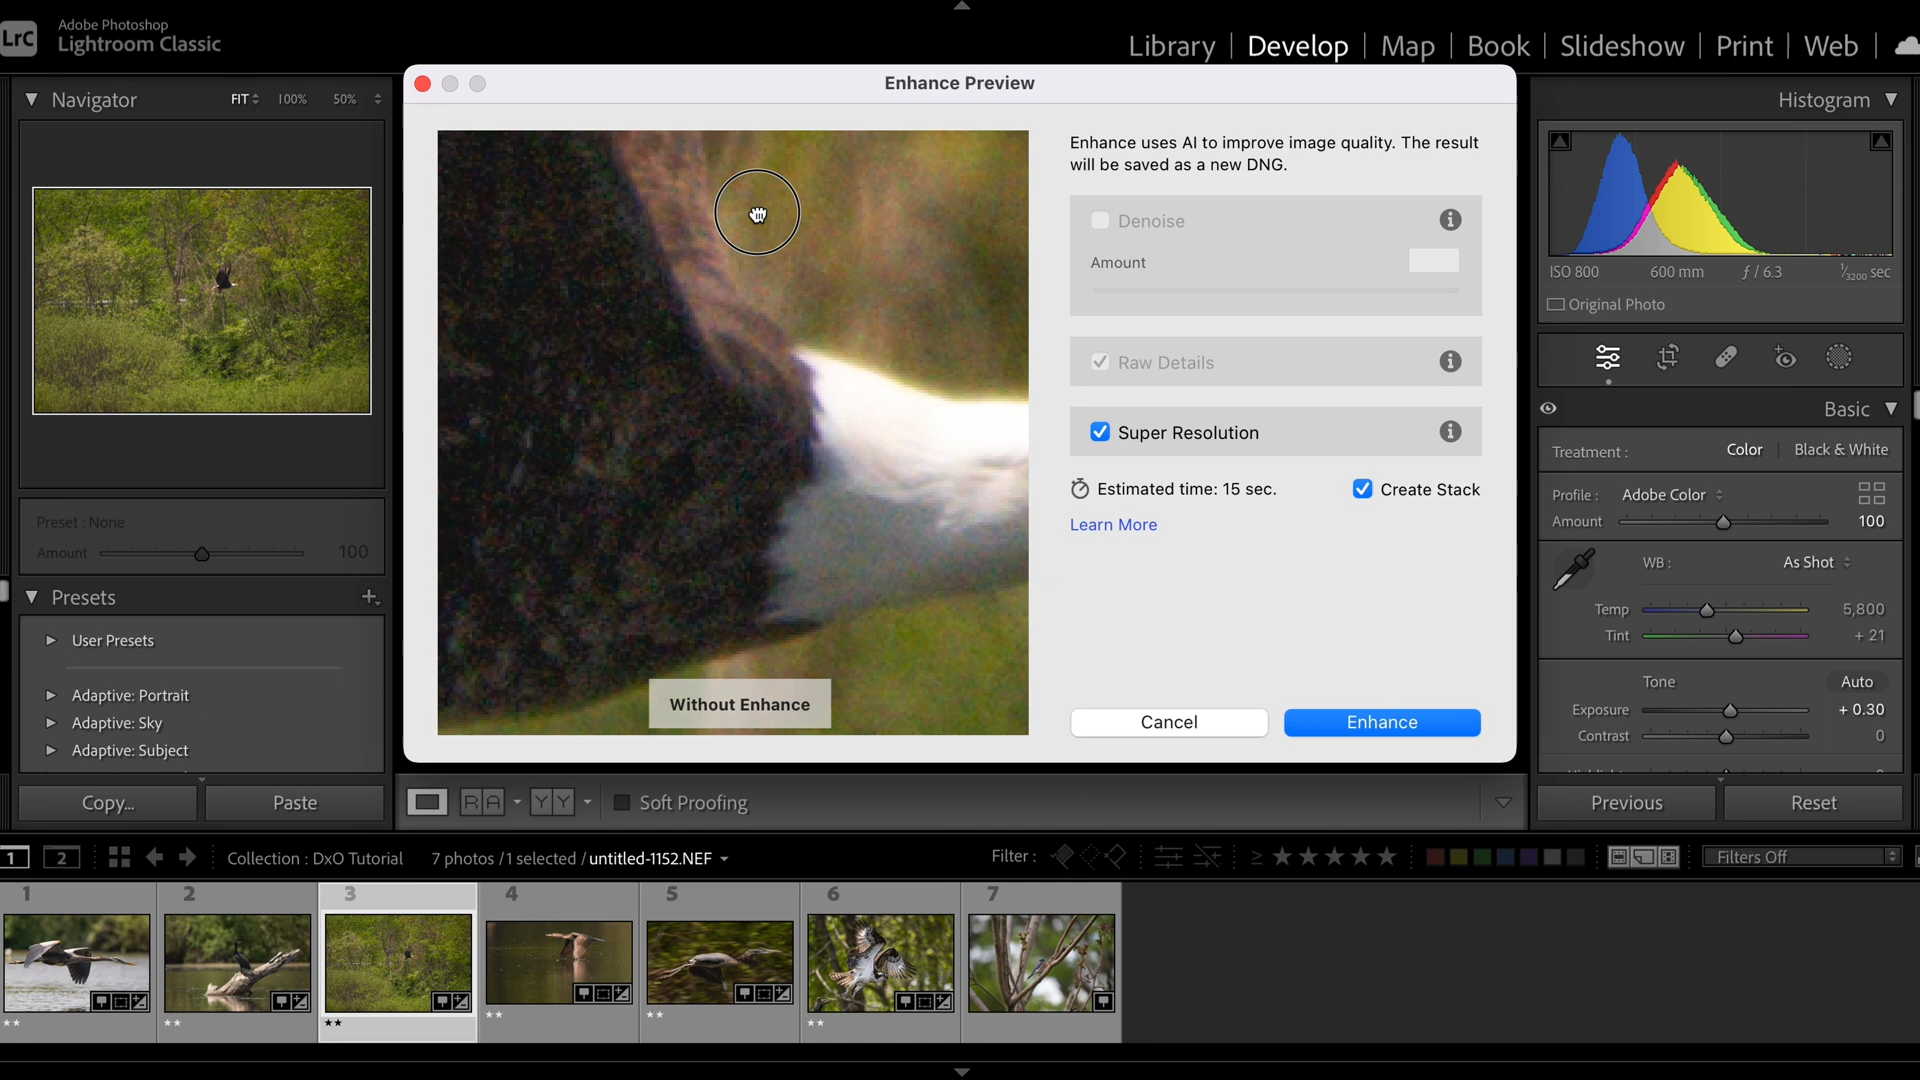 LrC
Adobe Photoshop
Lightroom Classic
Library
Develop
Map
Book
Slideshow
Print
Web
Navigator
FIT
100%
50%
Preset : None
Amount
100
Presets
User Presets
Adaptive: Portrait
Adaptive: Sky
Adaptive: Subject
Copy...
Paste
Enhance Preview
Without Enhance
Enhance uses AI to improve image quality. The result
will be saved as a new DNG.
Denoise
Amount
Raw Details
Super Resolution
Estimated time: 15 sec.
Create Stack
Learn More
Cancel
Enhance
Histogram
ISO 800
600 mm
ƒ / 6.3
1/3200 sec
Original Photo
Basic
Treatment :
Color
Black & White
Profile :
Adobe Color
Amount
100
WB :
As Shot
Temp
5,800
Tint
+ 21
Tone
Auto
Exposure
+ 0.30
Contrast
0
Previous
Reset
R A
Y Y
Soft Proofing
1
2
Collection : DxO Tutorial
7 photos / 1 selected / untitled-1152.NEF
Filter :
≥
Filters Off
1
2
3
4
5
6
7